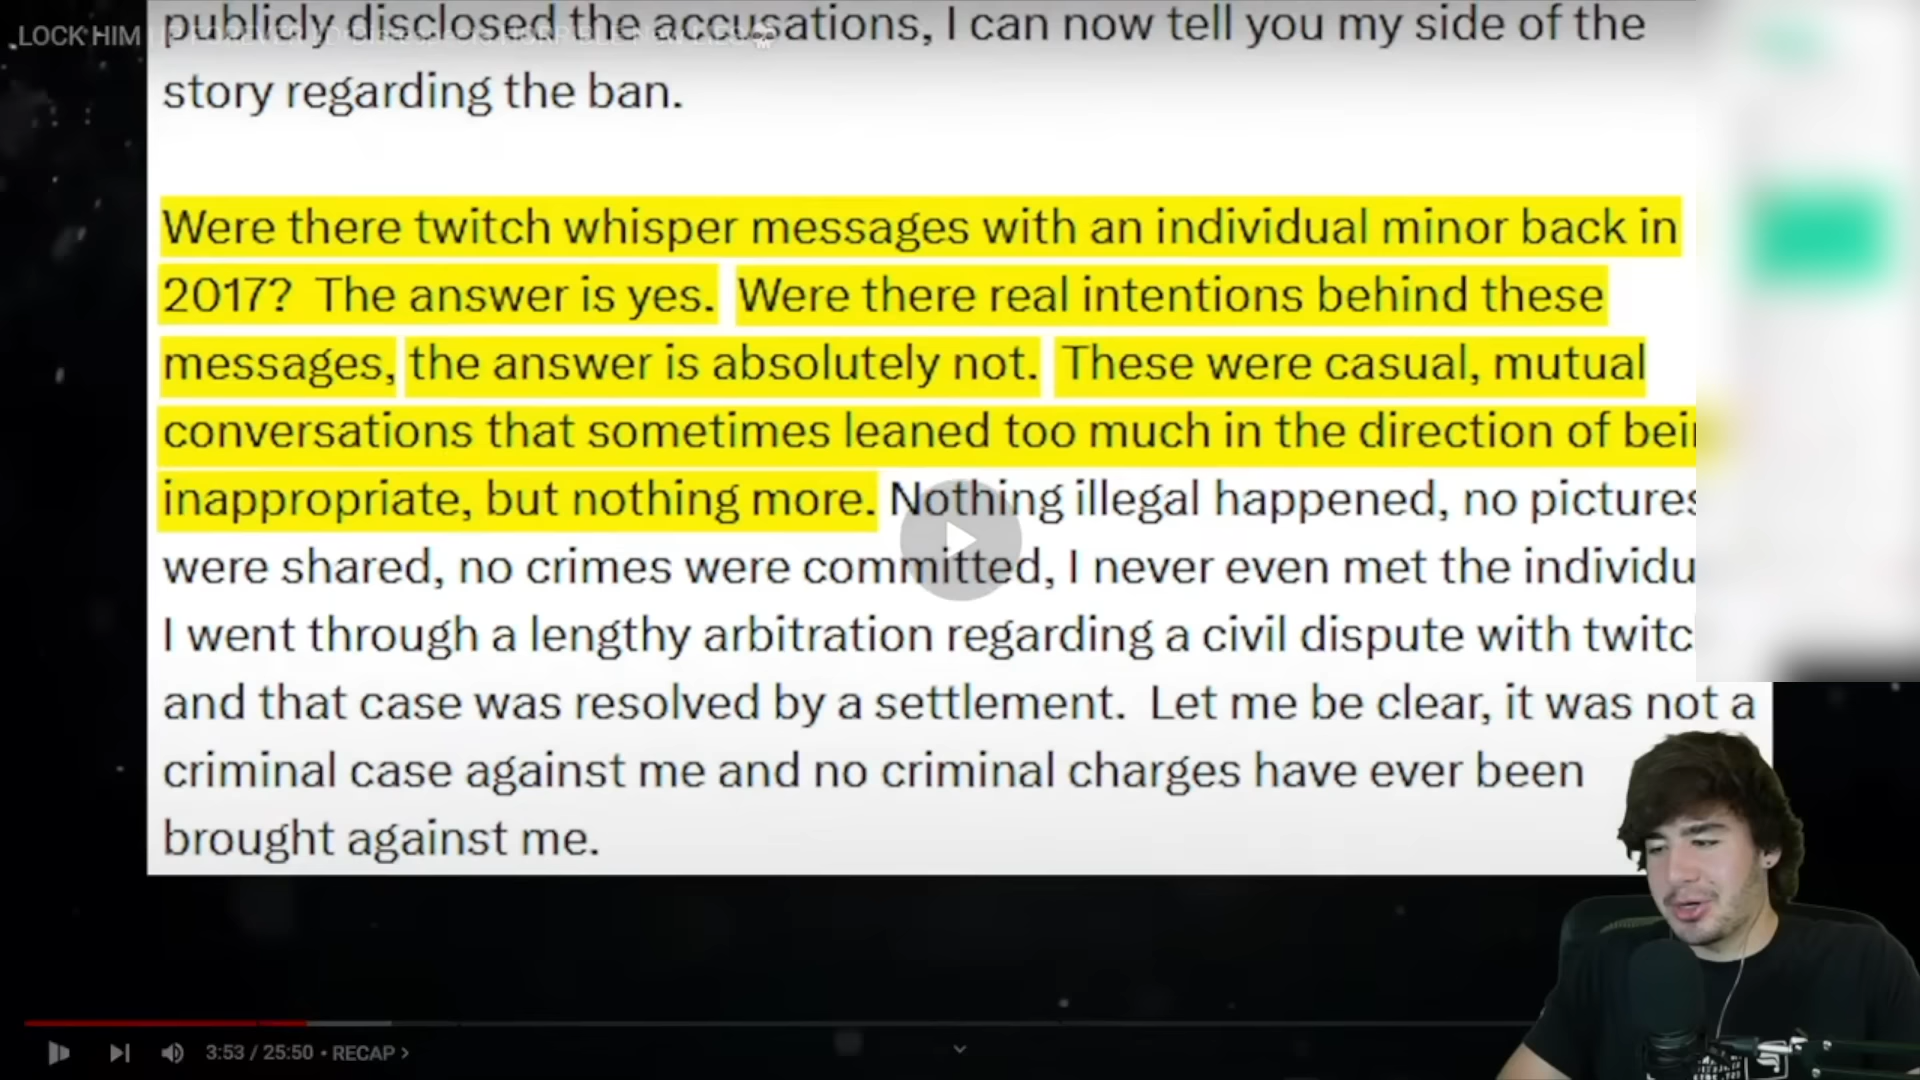 publicly disclosed the accusations, I can now tell you my side of the
LOCK HIM
story regarding the ban.
Were there twitch whisper messages with an individual minor back in
2017?  The answer is yes.  Were there real intentions behind these
messages, the answer is absolutely not.  These were casual, mutual
conversations that sometimes leaned too much in the direction of bei
inappropriate, but nothing more. Nothing illegal happened, no pictures
were shared, no crimes were committed, I never even met the individu
I went through a lengthy arbitration regarding a civil dispute with twitc
and that case was resolved by a settlement.  Let me be clear, it was not a
criminal case against me and no criminal charges have ever been
brought against me.
3:53 / 25:50 • RECAP >